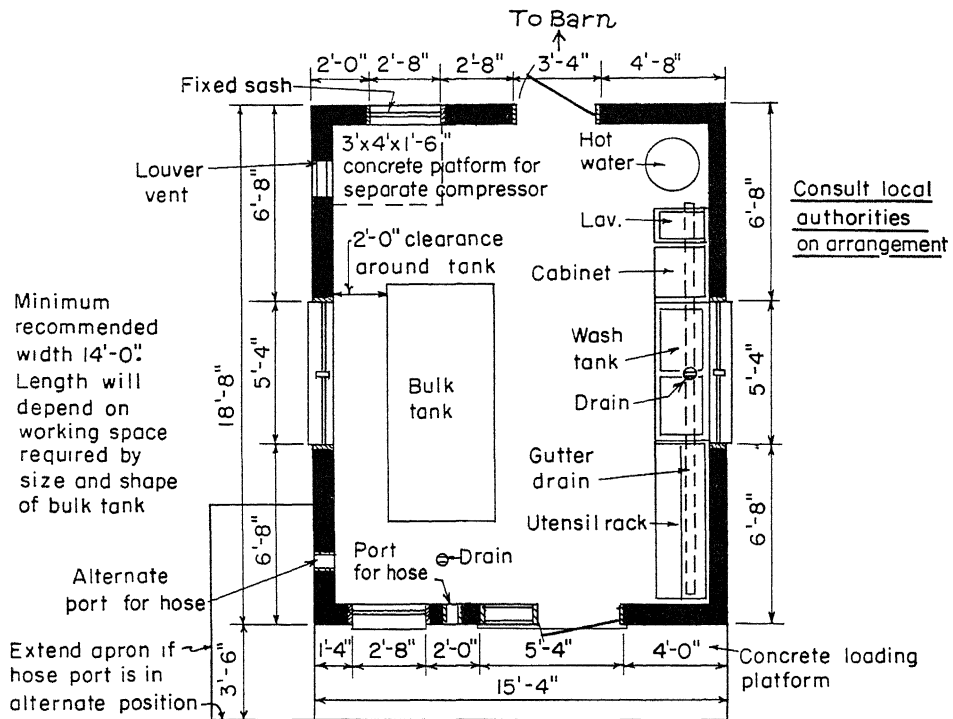 To Barn
2'-0" 2'-8" 2'-8" 3'-4" 4'-8"
Fixed sash
3'x4'x1'-6"
concrete platform for
separate compressor
Hot
water
Louver
vent
6'-8"
Lav.
6'-8"
Consult local
authorities
on arrangement
2'-0" clearance
around tank
Cabinet
Minimum
recommended
width 14'-0".
Length will
depend on
working space
required by
size and shape
of bulk tank
18'-8"
5'-4"
Bulk
tank
Wash
tank
Drain
5'-4"
Gutter
drain
Utensil rack
6'-8"
6'-8"
Port
for hose
Drain
Alternate
port for hose
Extend apron if
hose port is in
alternate position
3'-6"
1'-4" 2'-8" 2'-0" 5'-4" 4'-0"
15'-4"
Concrete loading
platform